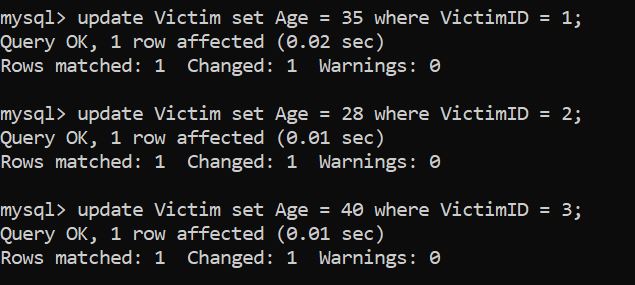 mysql> update Victim set Age = 35 where VictimID = 1;
Query OK, 1 row affected (0.02 sec)
Rows matched: 1  Changed: 1  Warnings: 0
mysql> update Victim set Age = 28 where VictimID = 2;
Query OK, 1 row affected (0.01 sec)
Rows matched: 1  Changed: 1  Warnings: 0
mysql> update Victim set Age = 40 where VictimID = 3;
Query OK, 1 row affected (0.01 sec)
Rows matched: 1  Changed: 1  Warnings: 0